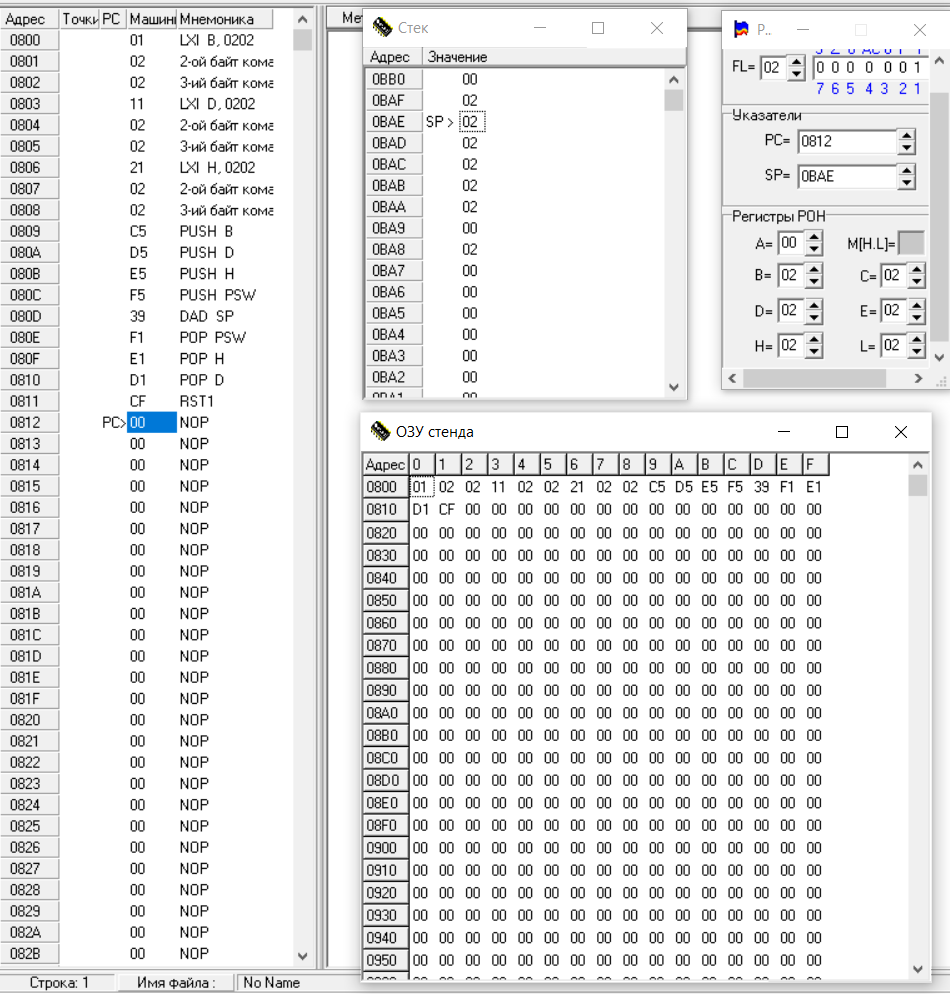 Адрес Точки PC Машин Мнемоника
0800 01 LXI B, 0202
0801 02 2-ой байт кома
0802 02 3-ий байт кома
0803 11 LXI D, 0202
0804 02 2-ой байт кома
0805 02 3-ий байт кома
0806 21 LXI H, 0202
0807 02 2-ой байт кома
0808 02 3-ий байт кома
0809 C5 PUSH B
080A D5 PUSH D
080B E5 PUSH H
080C F5 PUSH PSW
080D 39 DAD SP
080E F1 POP PSW
080F E1 POP H
0810 D1 POP D
0811 CF RST1
0812 PC> 00 NOP
0813 00 NOP
0814 00 NOP
0815 00 NOP
0816 00 NOP
0817 00 NOP
0818 00 NOP
0819 00 NOP
081A 00 NOP
081B 00 NOP
081C 00 NOP
081D 00 NOP
081E 00 NOP
081F 00 NOP
0820 00 NOP
0821 00 NOP
0822 00 NOP
0823 00 NOP
0824 00 NOP
0825 00 NOP
0826 00 NOP
0827 00 NOP
0828 00 NOP
0829 00 NOP
082A 00 NOP
082B 00 NOP
Строка: 1 Имя файла : No Name
Ме
Стек
Адрес Значение
0BB0 00
0BAF 02
0BAE SP > 02
0BAD 02
0BAC 02
0BAB 02
0BAA 02
0BA9 00
0BA8 02
0BA7 00
0BA6 00
0BA5 00
0BA4 00
0BA3 00
0BA2 00
0BA1 00
Р..
FL= 02 0 0 0 0 0 0 1
7 6 5 4 3 2 1
Указатели
PC= 0812
SP= 0BAE
Регистры РОН
A= 00 M[H.L]=
B= 02 C= 02
D= 02 E= 02
H= 02 L= 02
ОЗУ стенда
Адрес 0 1 2 3 4 5 6 7 8 9 A B C D E F
0800 01 02 02 11 02 02 21 02 02 C5 D5 E5 F5 39 F1 E1
0810 D1 CF 00 00 00 00 00 00 00 00 00 00 00 00 00 00
0820 00 00 00 00 00 00 00 00 00 00 00 00 00 00 00 00
0830 00 00 00 00 00 00 00 00 00 00 00 00 00 00 00 00
0840 00 00 00 00 00 00 00 00 00 00 00 00 00 00 00 00
0850 00 00 00 00 00 00 00 00 00 00 00 00 00 00 00 00
0860 00 00 00 00 00 00 00 00 00 00 00 00 00 00 00 00
0870 00 00 00 00 00 00 00 00 00 00 00 00 00 00 00 00
0880 00 00 00 00 00 00 00 00 00 00 00 00 00 00 00 00
0890 00 00 00 00 00 00 00 00 00 00 00 00 00 00 00 00
08A0 00 00 00 00 00 00 00 00 00 00 00 00 00 00 00 00
08B0 00 00 00 00 00 00 00 00 00 00 00 00 00 00 00 00
08C0 00 00 00 00 00 00 00 00 00 00 00 00 00 00 00 00
08D0 00 00 00 00 00 00 00 00 00 00 00 00 00 00 00 00
08E0 00 00 00 00 00 00 00 00 00 00 00 00 00 00 00 00
08F0 00 00 00 00 00 00 00 00 00 00 00 00 00 00 00 00
0900 00 00 00 00 00 00 00 00 00 00 00 00 00 00 00 00
0910 00 00 00 00 00 00 00 00 00 00 00 00 00 00 00 00
0920 00 00 00 00 00 00 00 00 00 00 00 00 00 00 00 00
0930 00 00 00 00 00 00 00 00 00 00 00 00 00 00 00 00
0940 00 00 00 00 00 00 00 00 00 00 00 00 00 00 00 00
0950 00 00 00 00 00 00 00 00 00 00 00 00 00 00 00 00